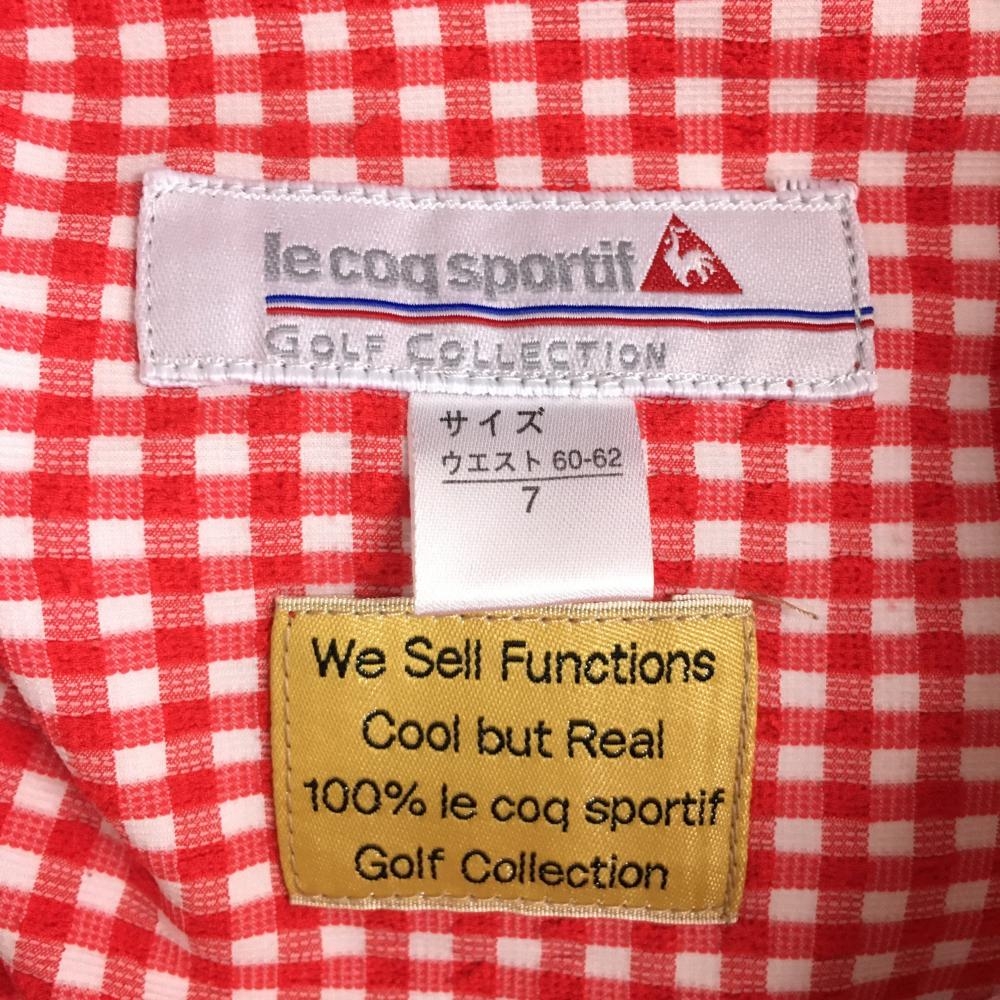 le coq sportif
GOLF COLLECTION
サイズ
ウエスト 60-62
7
We Sell Functions
Cool but Real
100% le coq sportif
Golf Collection